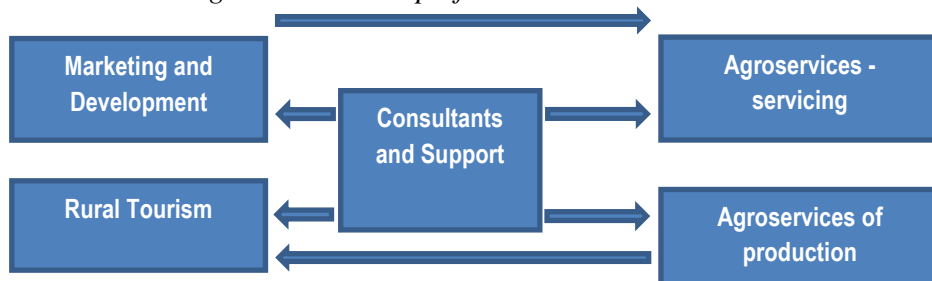 Marketing and
Development
Agroservices -
servicing
Consultants
and Support
Rural Tourism
Agroservices of
production